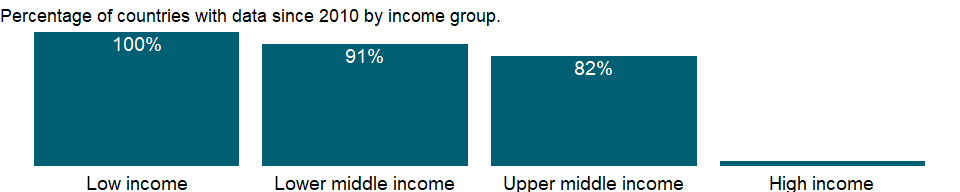 Percentage of countries with data since 2010 by income group.
100%
91%
82%
Low income
Lower middle income
Upper middle income
High income